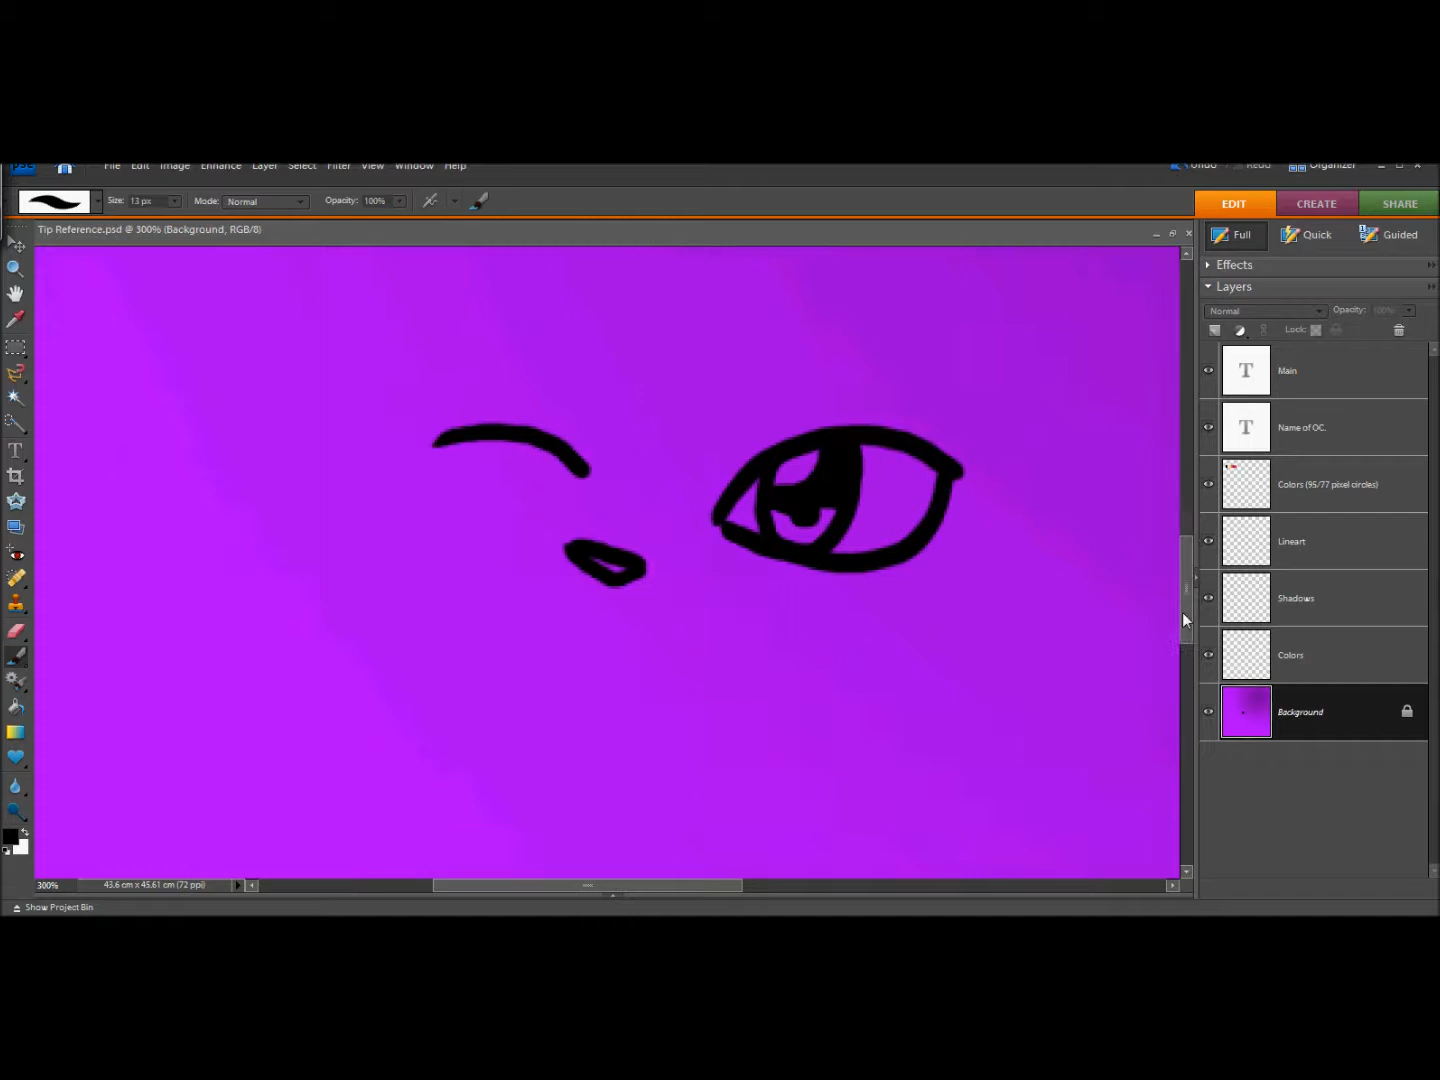 File Edit Image Enhance Layer Select Filter View Window Help Undo Redo Organizer
Size: 13 px Mode: Normal Opacity: 100% EDIT CREATE SHARE
Tip Reference.psd @ 300% (Background, RGB/8)
Full Quick Guided
Effects
Layers
Normal Opacity: 100%
Lock:
T Main
T Name of OC.
Colors (95/77 pixel circles)
Lineart
Shadows
Colors
Background
300% 43.6 cm x 45.61 cm (72 ppi)
Show Project Bin